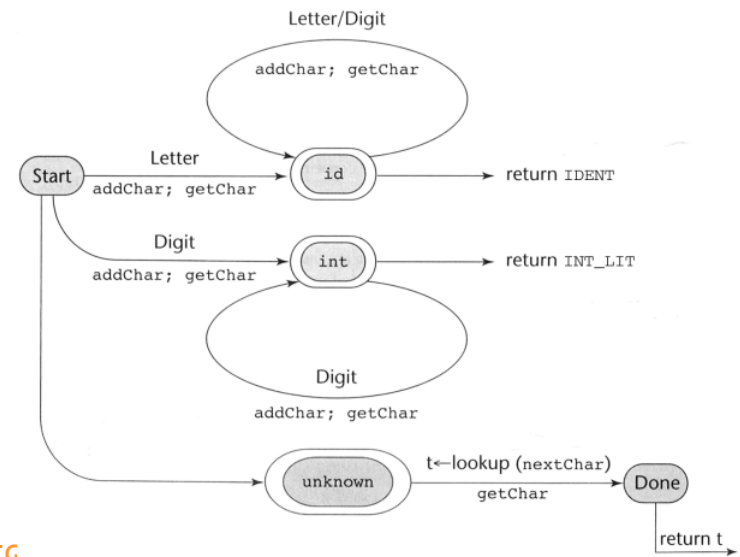 Letter/Digit
addChar; getChar
Letter
Start
id
return IDENT
addChar; getChar
Digit
int
return INT_LIT
addChar; getChar
Digit
addChar; getChar
t←lookup (nextChar)
unknown
Done
getChar
return t